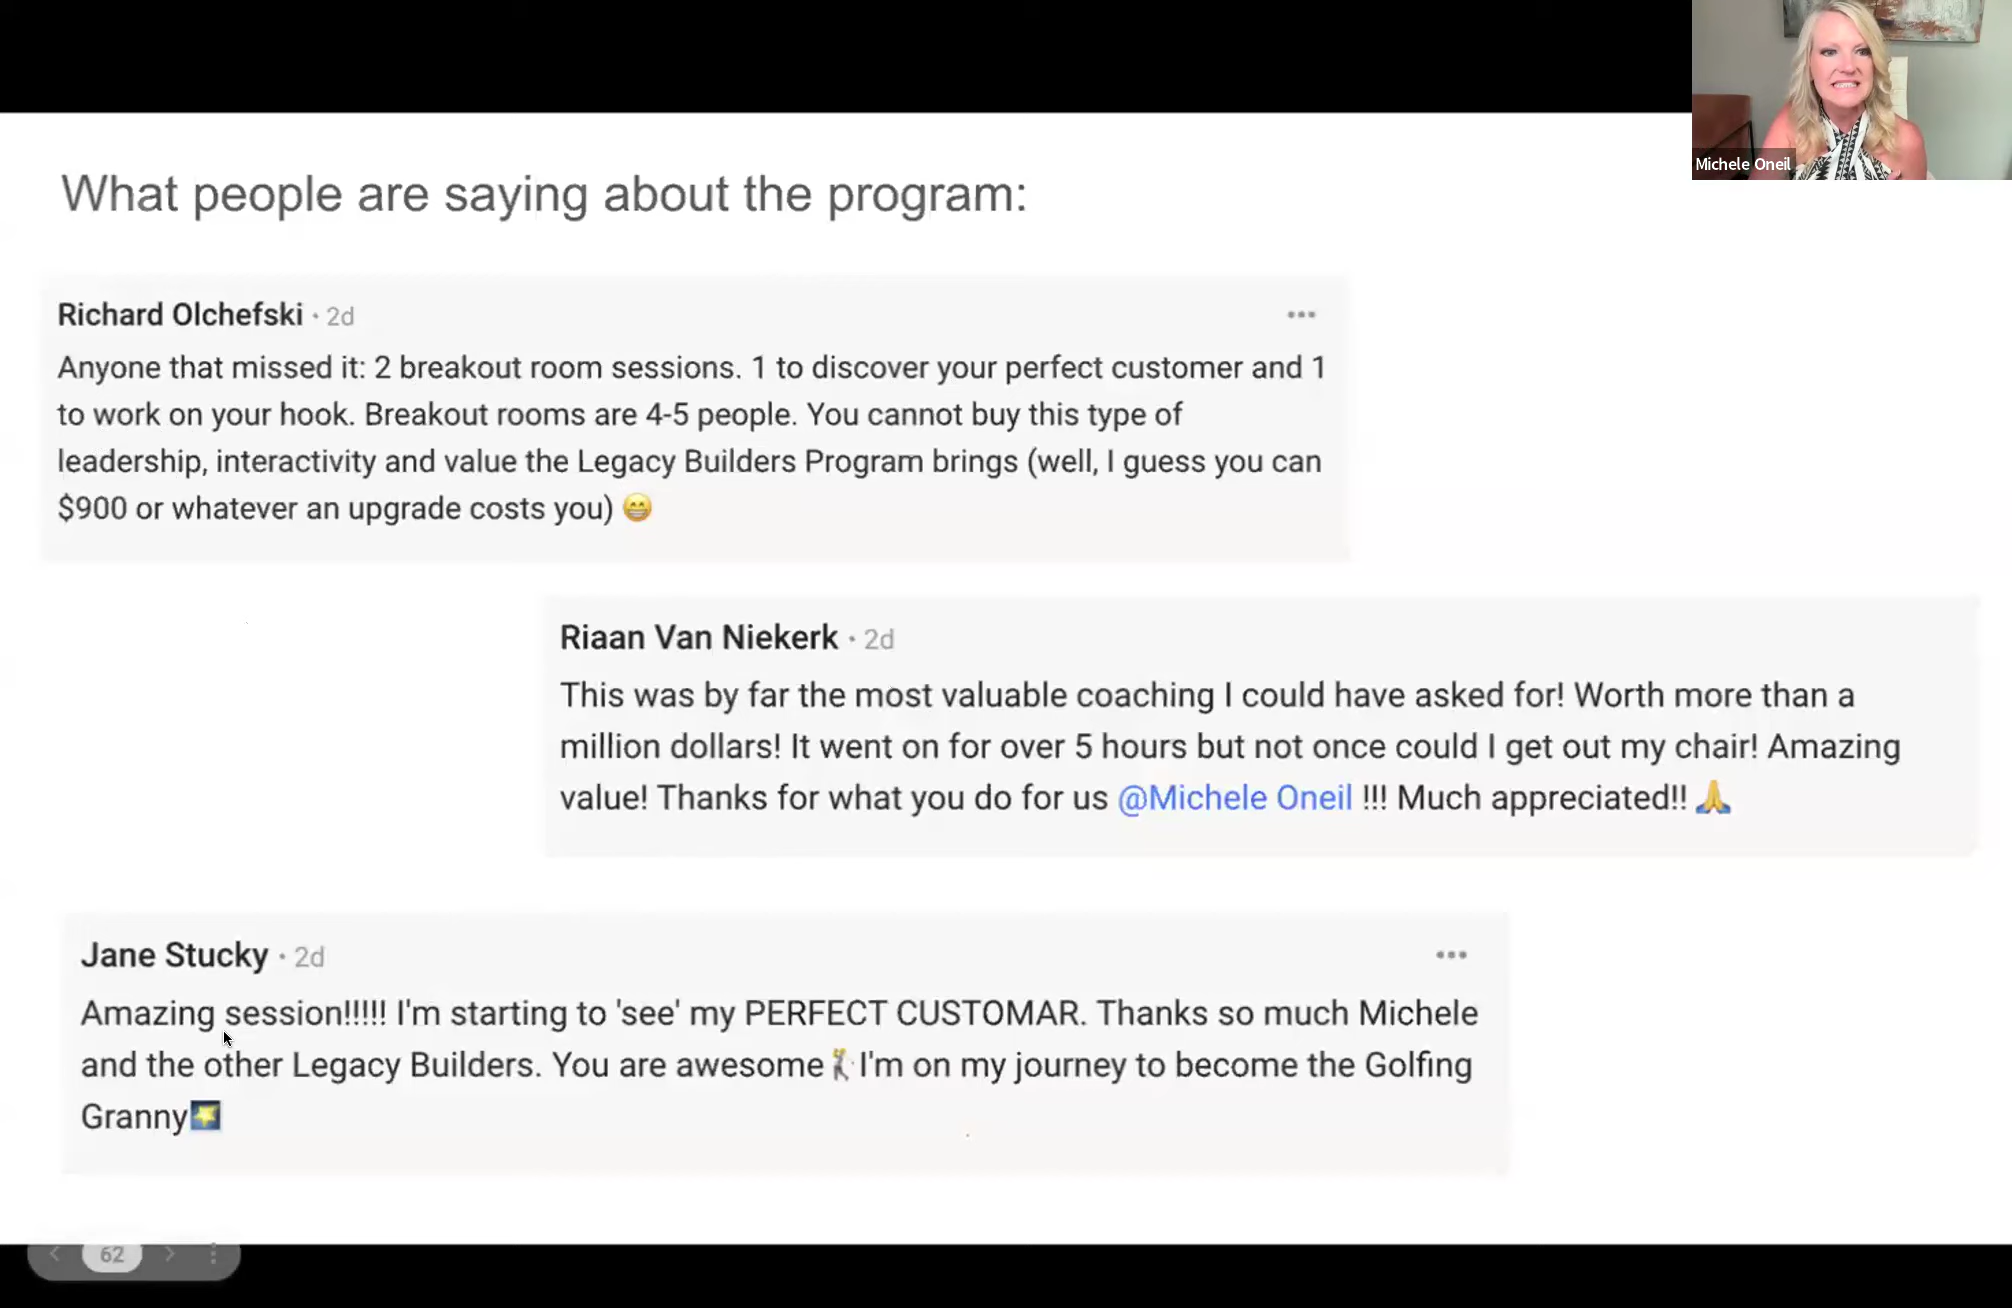 Michele Oneil
What people are saying about the program:
Richard Olchefski • 2d
Anyone that missed it: 2 breakout room sessions. 1 to discover your perfect customer and 1
to work on your hook. Breakout rooms are 4-5 people. You cannot buy this type of
leadership, interactivity and value the Legacy Builders Program brings (well, I guess you can
$900 or whatever an upgrade costs you) 😁
Riaan Van Niekerk • 2d
This was by far the most valuable coaching I could have asked for! Worth more than a
million dollars! It went on for over 5 hours but not once could I get out my chair! Amazing
value! Thanks for what you do for us @Michele Oneil !!! Much appreciated!! 🙏
Jane Stucky • 2d
Amazing session!!!!! I'm starting to 'see' my PERFECT CUSTOMAR. Thanks so much Michele
and the other Legacy Builders. You are awesome I'm on my journey to become the Golfing
Granny
62